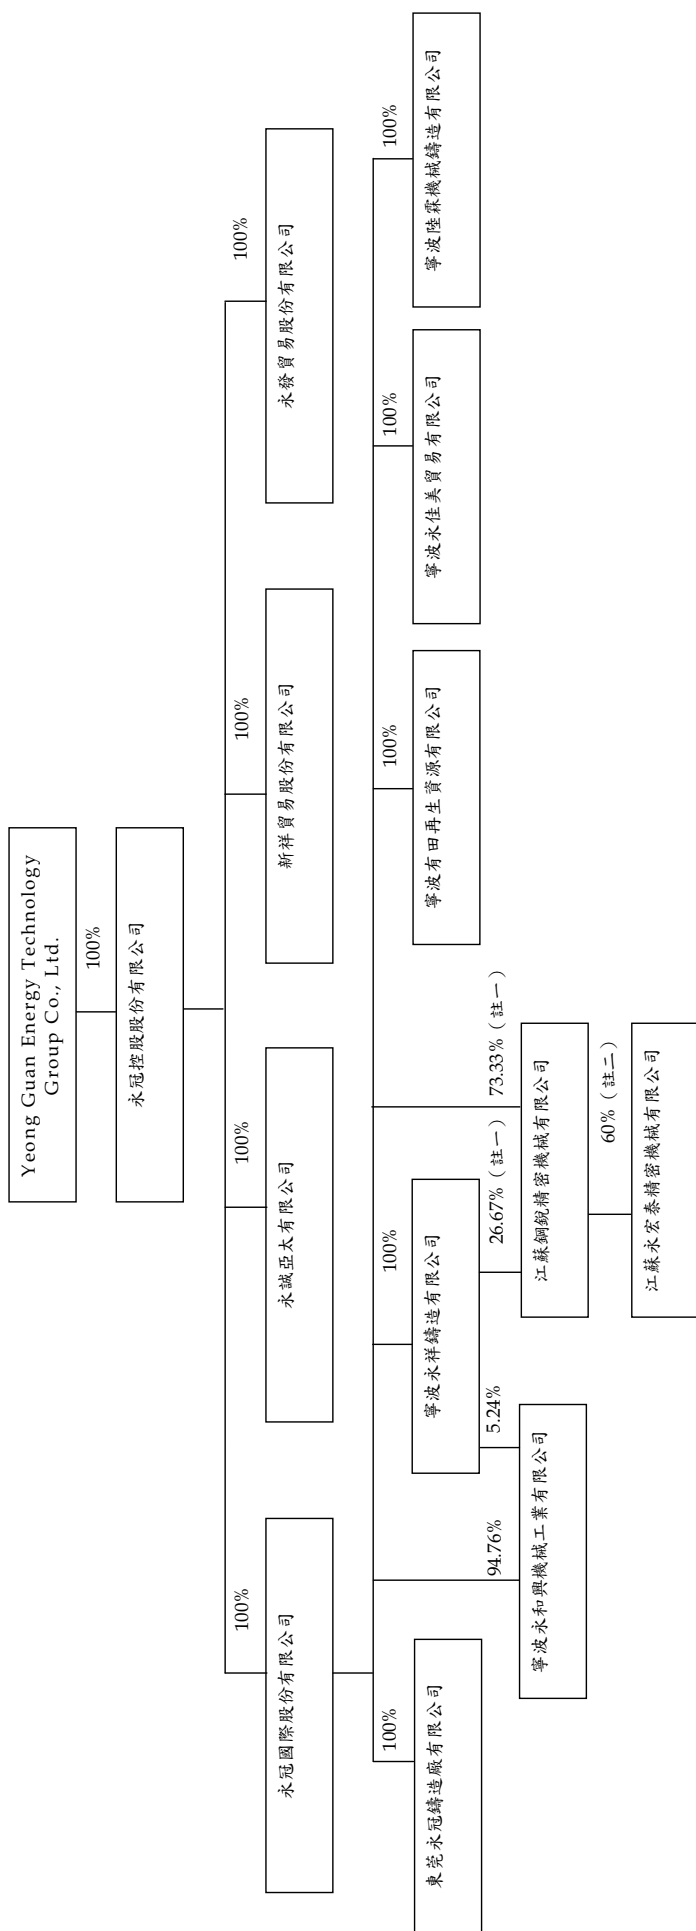 Yeong Guan Energy Technology
Group Co., Ltd.
100%
永冠控股股份有限公司
100%
100%
100%
100%
永冠國際股份有限公司
永誠亞太有限公司
新祥貿易股份有限公司
永發貿易股份有限公司
100%
94.76%
100%
73.33%（註一）
100%
100%
100%
東莞永冠鑄造廠有限公司
寧波永祥鑄造有限公司
寧波有田再生資源有限公司
寧波永佳美貿易有限公司
寧波陸霖機械鑄造有限公司
5.24%
26.67%（註一）
寧波永和興機械工業有限公司
江蘇鋼銳精密機械有限公司
60%（註二）
江蘇永宏泰精密機械有限公司